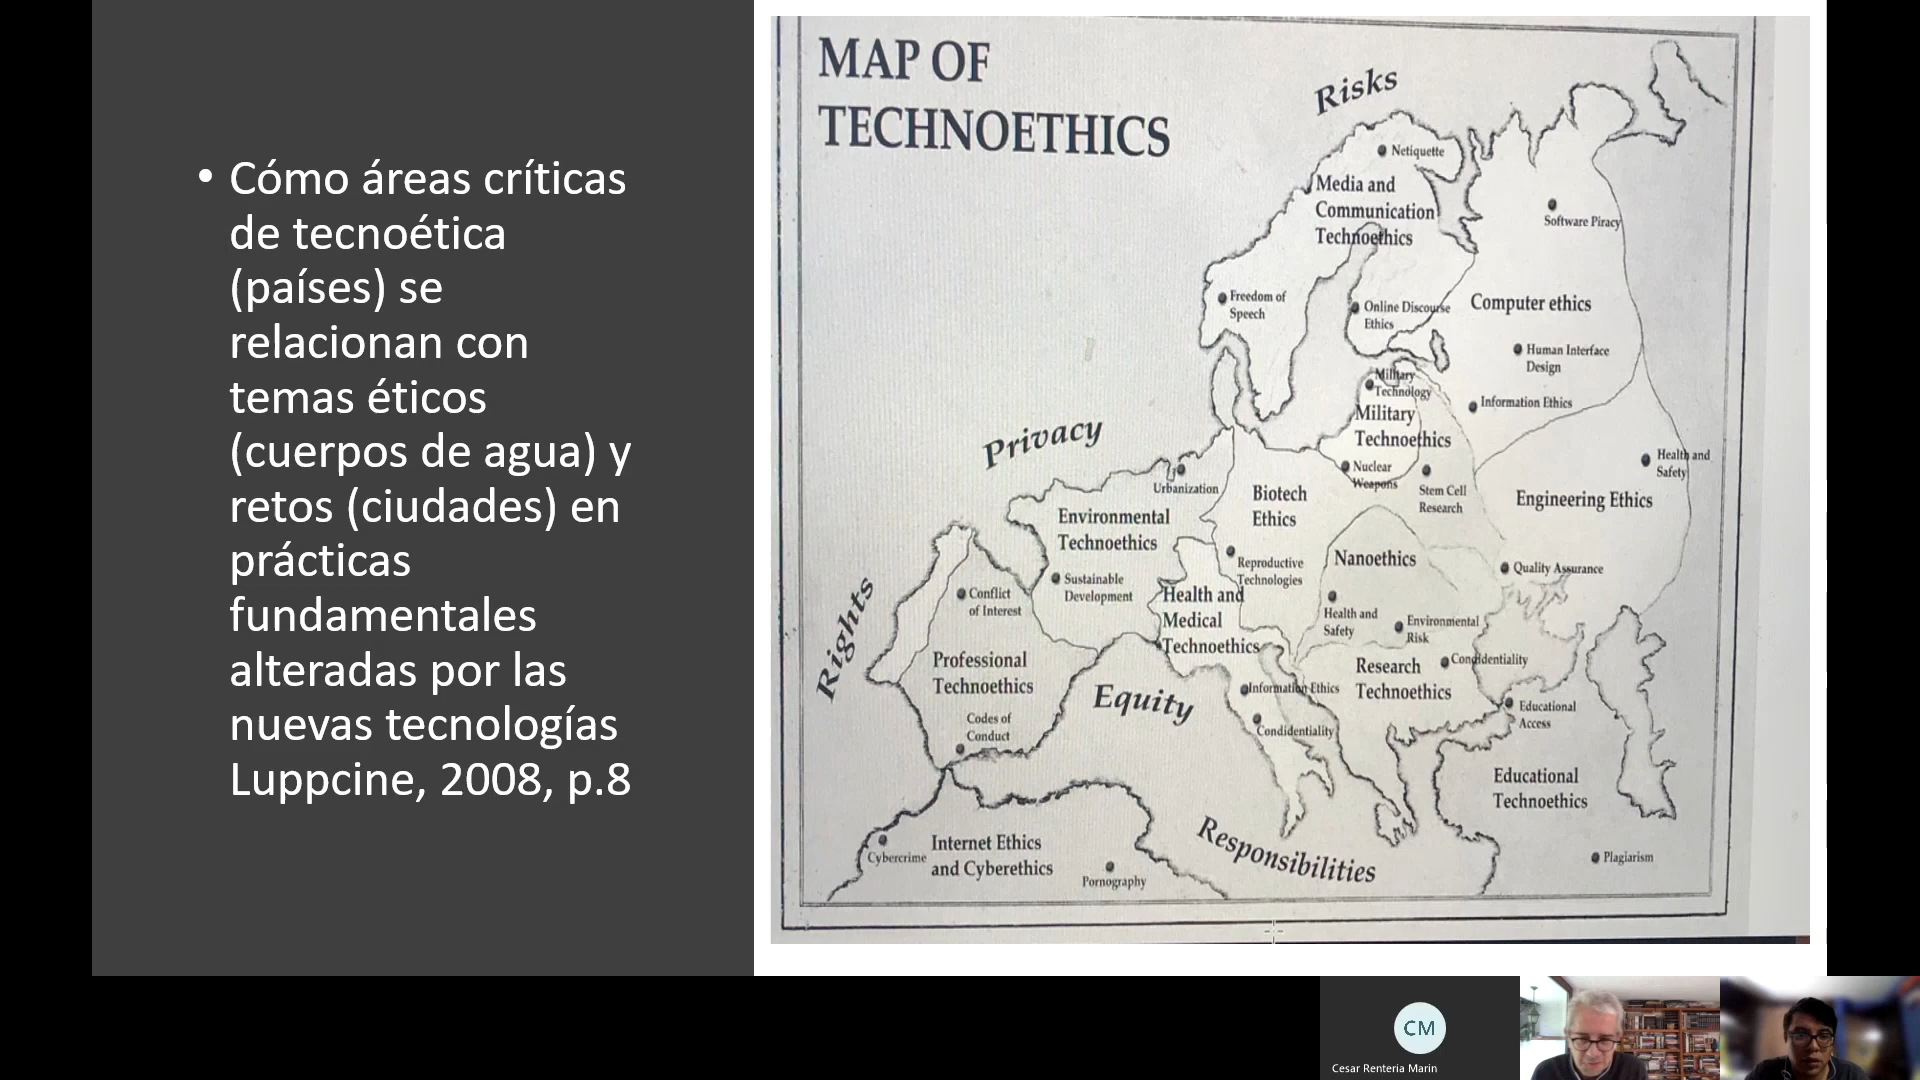 • Cómo áreas críticas
de tecnoética
(países) se
relacionan con
temas éticos
(cuerpos de agua) y
retos (ciudades) en
prácticas
fundamentales
alteradas por las
nuevas tecnologías
Luppcine, 2008, p.8
MAP OF
TECHNOETHICS
Risks
Netiquette
Media and
Communication
Technoethics
Software Piracy
Freedom of
Speech
Online Discourse
Ethics
Computer ethics
Human Interface
Design
Information Ethics
Military
Technology
Military
Technoethics
Nuclear
Weapons
Stem Cell
Research
Health and
Safety
Engineering Ethics
Quality Assurance
Privacy
Urbanization
Environmental
Technoethics
Sustainable
Development
Biotech
Ethics
Reproductive
Technologies
Nanoethics
Health and
Safety
Environmental
Risk
Health and
Medical
Technoethics
Rights
Conflict
of Interest
Professional
Technoethics
Codes of
Conduct
Equity
Information Ethics
Condidentiality
Research
Technoethics
Condidentiality
Educational
Access
Educational
Technoethics
Plagiarism
Responsibilities
Cybercrime
Internet Ethics
and Cyberethics
Pornography
CM
Cesar Renteria Marin